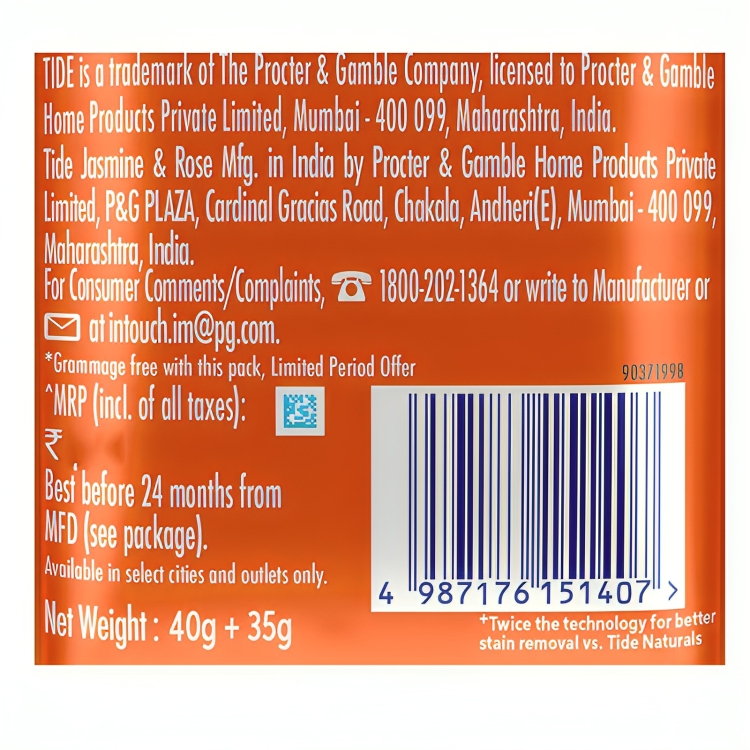 TIDE is a trademark of The Procter & Gamble Company, licensed to Procter & Gamble
Home Products Private Limited, Mumbai - 400 099, Maharashtra, India.
Tide Jasmine & Rose Mfg. in India by Procter & Gamble Home Products Private
Limited, P&G PLAZA, Cardinal Gracias Road, Chakala, Andheri(E), Mumbai - 400 099,
Maharashtra, India.
For Consumer Comments/Complaints, 1800-202-1364 or write to Manufacturer or
at intouch.im@pg.com.
*Grammage free with this pack, Limited Period Offer
90371998
^MRP (incl. of all taxes):
₹
Best before 24 months from
MFD (see package).
Available in select cities and outlets only.
Net Weight : 40g + 35g
4 987176 151407 >
+Twice the technology for better
stain removal vs. Tide Naturals